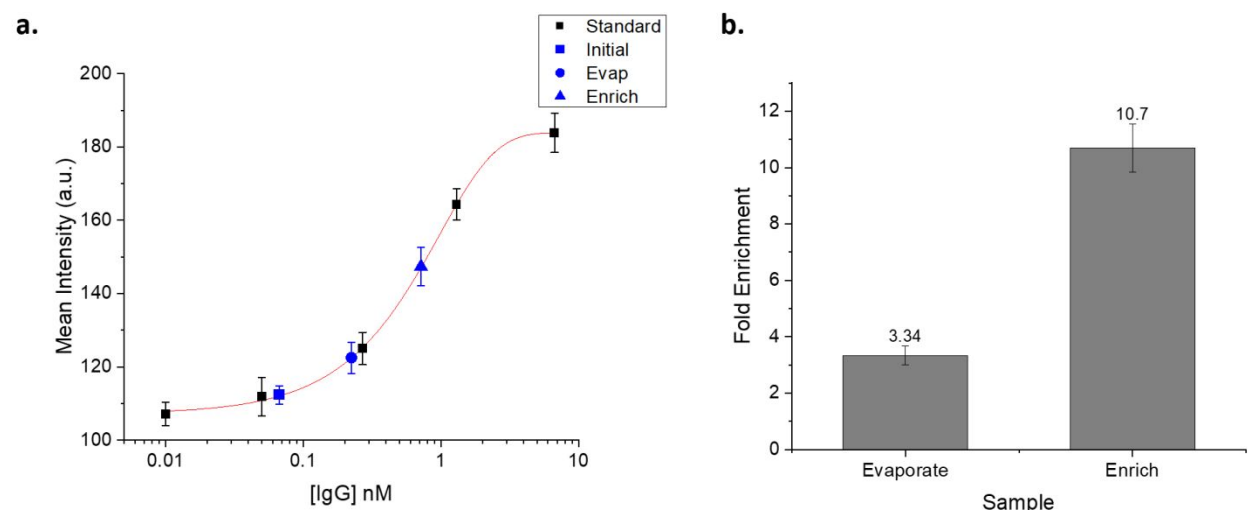 a.
Standard
Initial
Evap
Enrich
200
180
160
140
120
100
Mean Intensity (a.u.)
0.01
0.1
1
10
[IgG] nM
b.
12
10
8
6
4
2
0
Fold Enrichment
3.34
10.7
Evaporate
Enrich
Sample